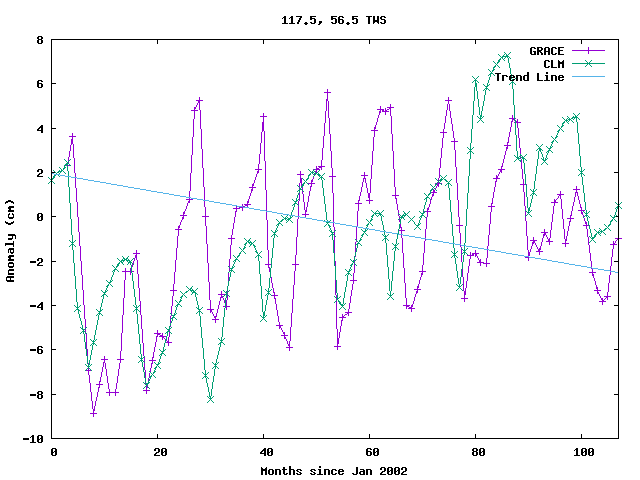 117.5, 56.5 TWS
GRACE
CLM
Trend Line
8
6
4
2
0
-2
-4
-6
-8
-10
Anomaly (cm)
0 20 40 60 80 100
Months since Jan 2002